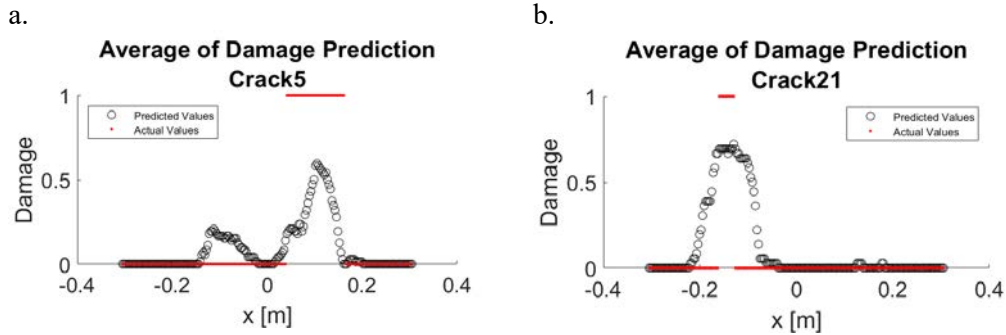 a.
Average of Damage Prediction
Crack5
1
Predicted Values
Actual Values
0.5
Damage
0
-0.4
-0.2
0
0.2
0.4
x [m]
b.
Average of Damage Prediction
Crack21
1
Predicted Values
Actual Values
0.5
Damage
0
-0.4
-0.2
0
0.2
0.4
x [m]